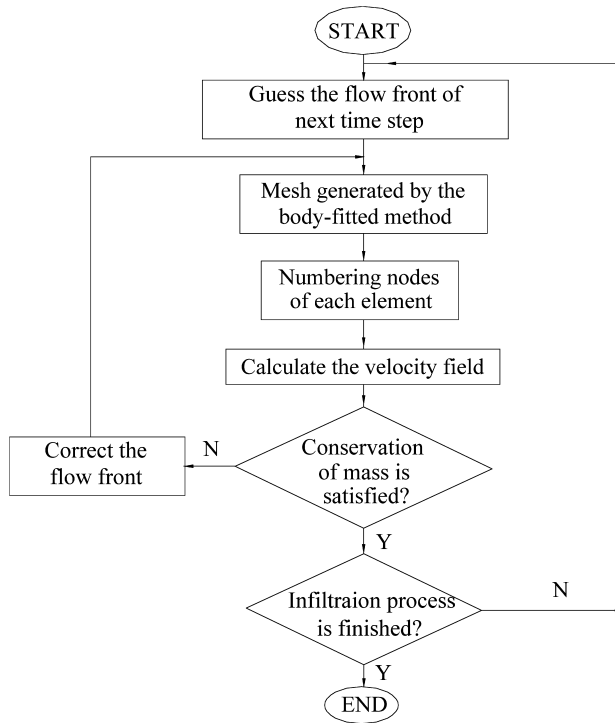 START
Guess the flow front of
next time step
Mesh generated by the
body-fitted method
Numbering nodes
of each element
Calculate the velocity field
Correct the
flow front
N
Conservation
of mass is
satisfied?
Y
Infiltraion process
is finished?
N
Y
END